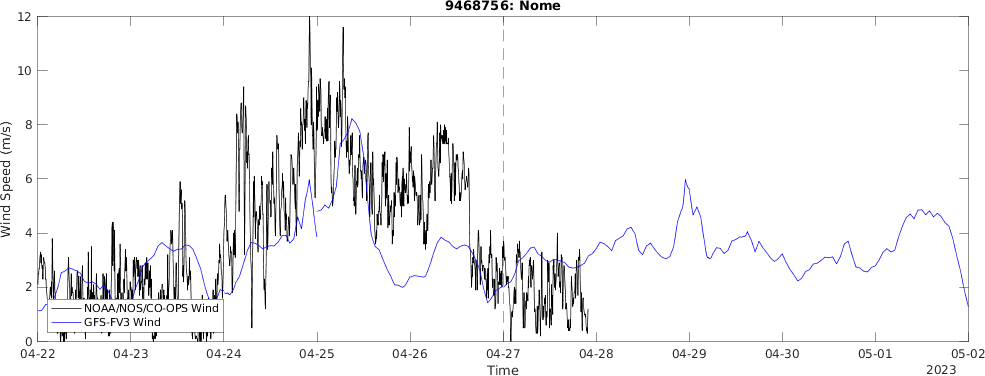 9468756: Nome
12
10
8
6
4
2
0
Wind Speed (m/s)
NOAA/NOS/CO-OPS Wind
GFS-FV3 Wind
04-22 04-23 04-24 04-25 04-26 04-27 04-28 04-29 04-30 05-01 05-02
Time
2023